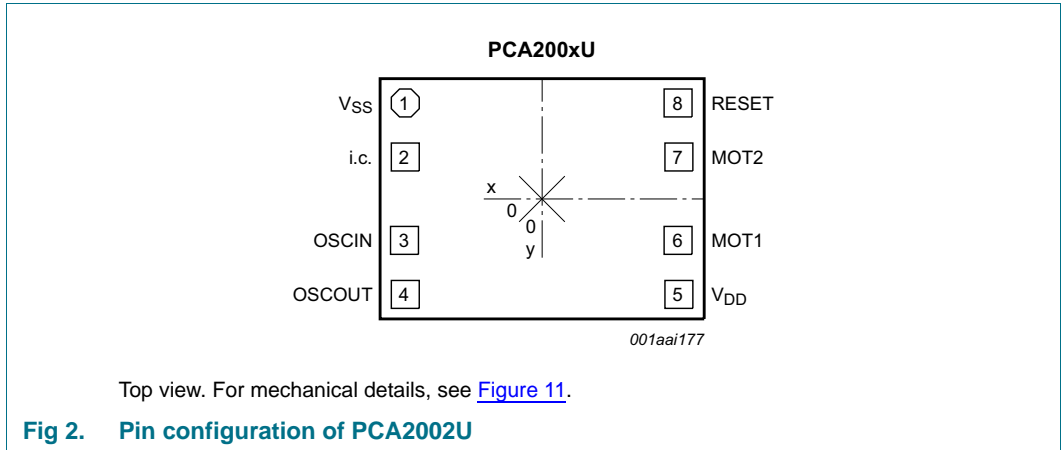 PCA200xU
VSS 1 8 RESET
i.c. 2 7 MOT2
x
0
0
OSCIN 3 6 MOT1
y
OSCOUT 4 5 VDD
001aai177
Top view. For mechanical details, see Figure 11.
Fig 2. Pin configuration of PCA2002U